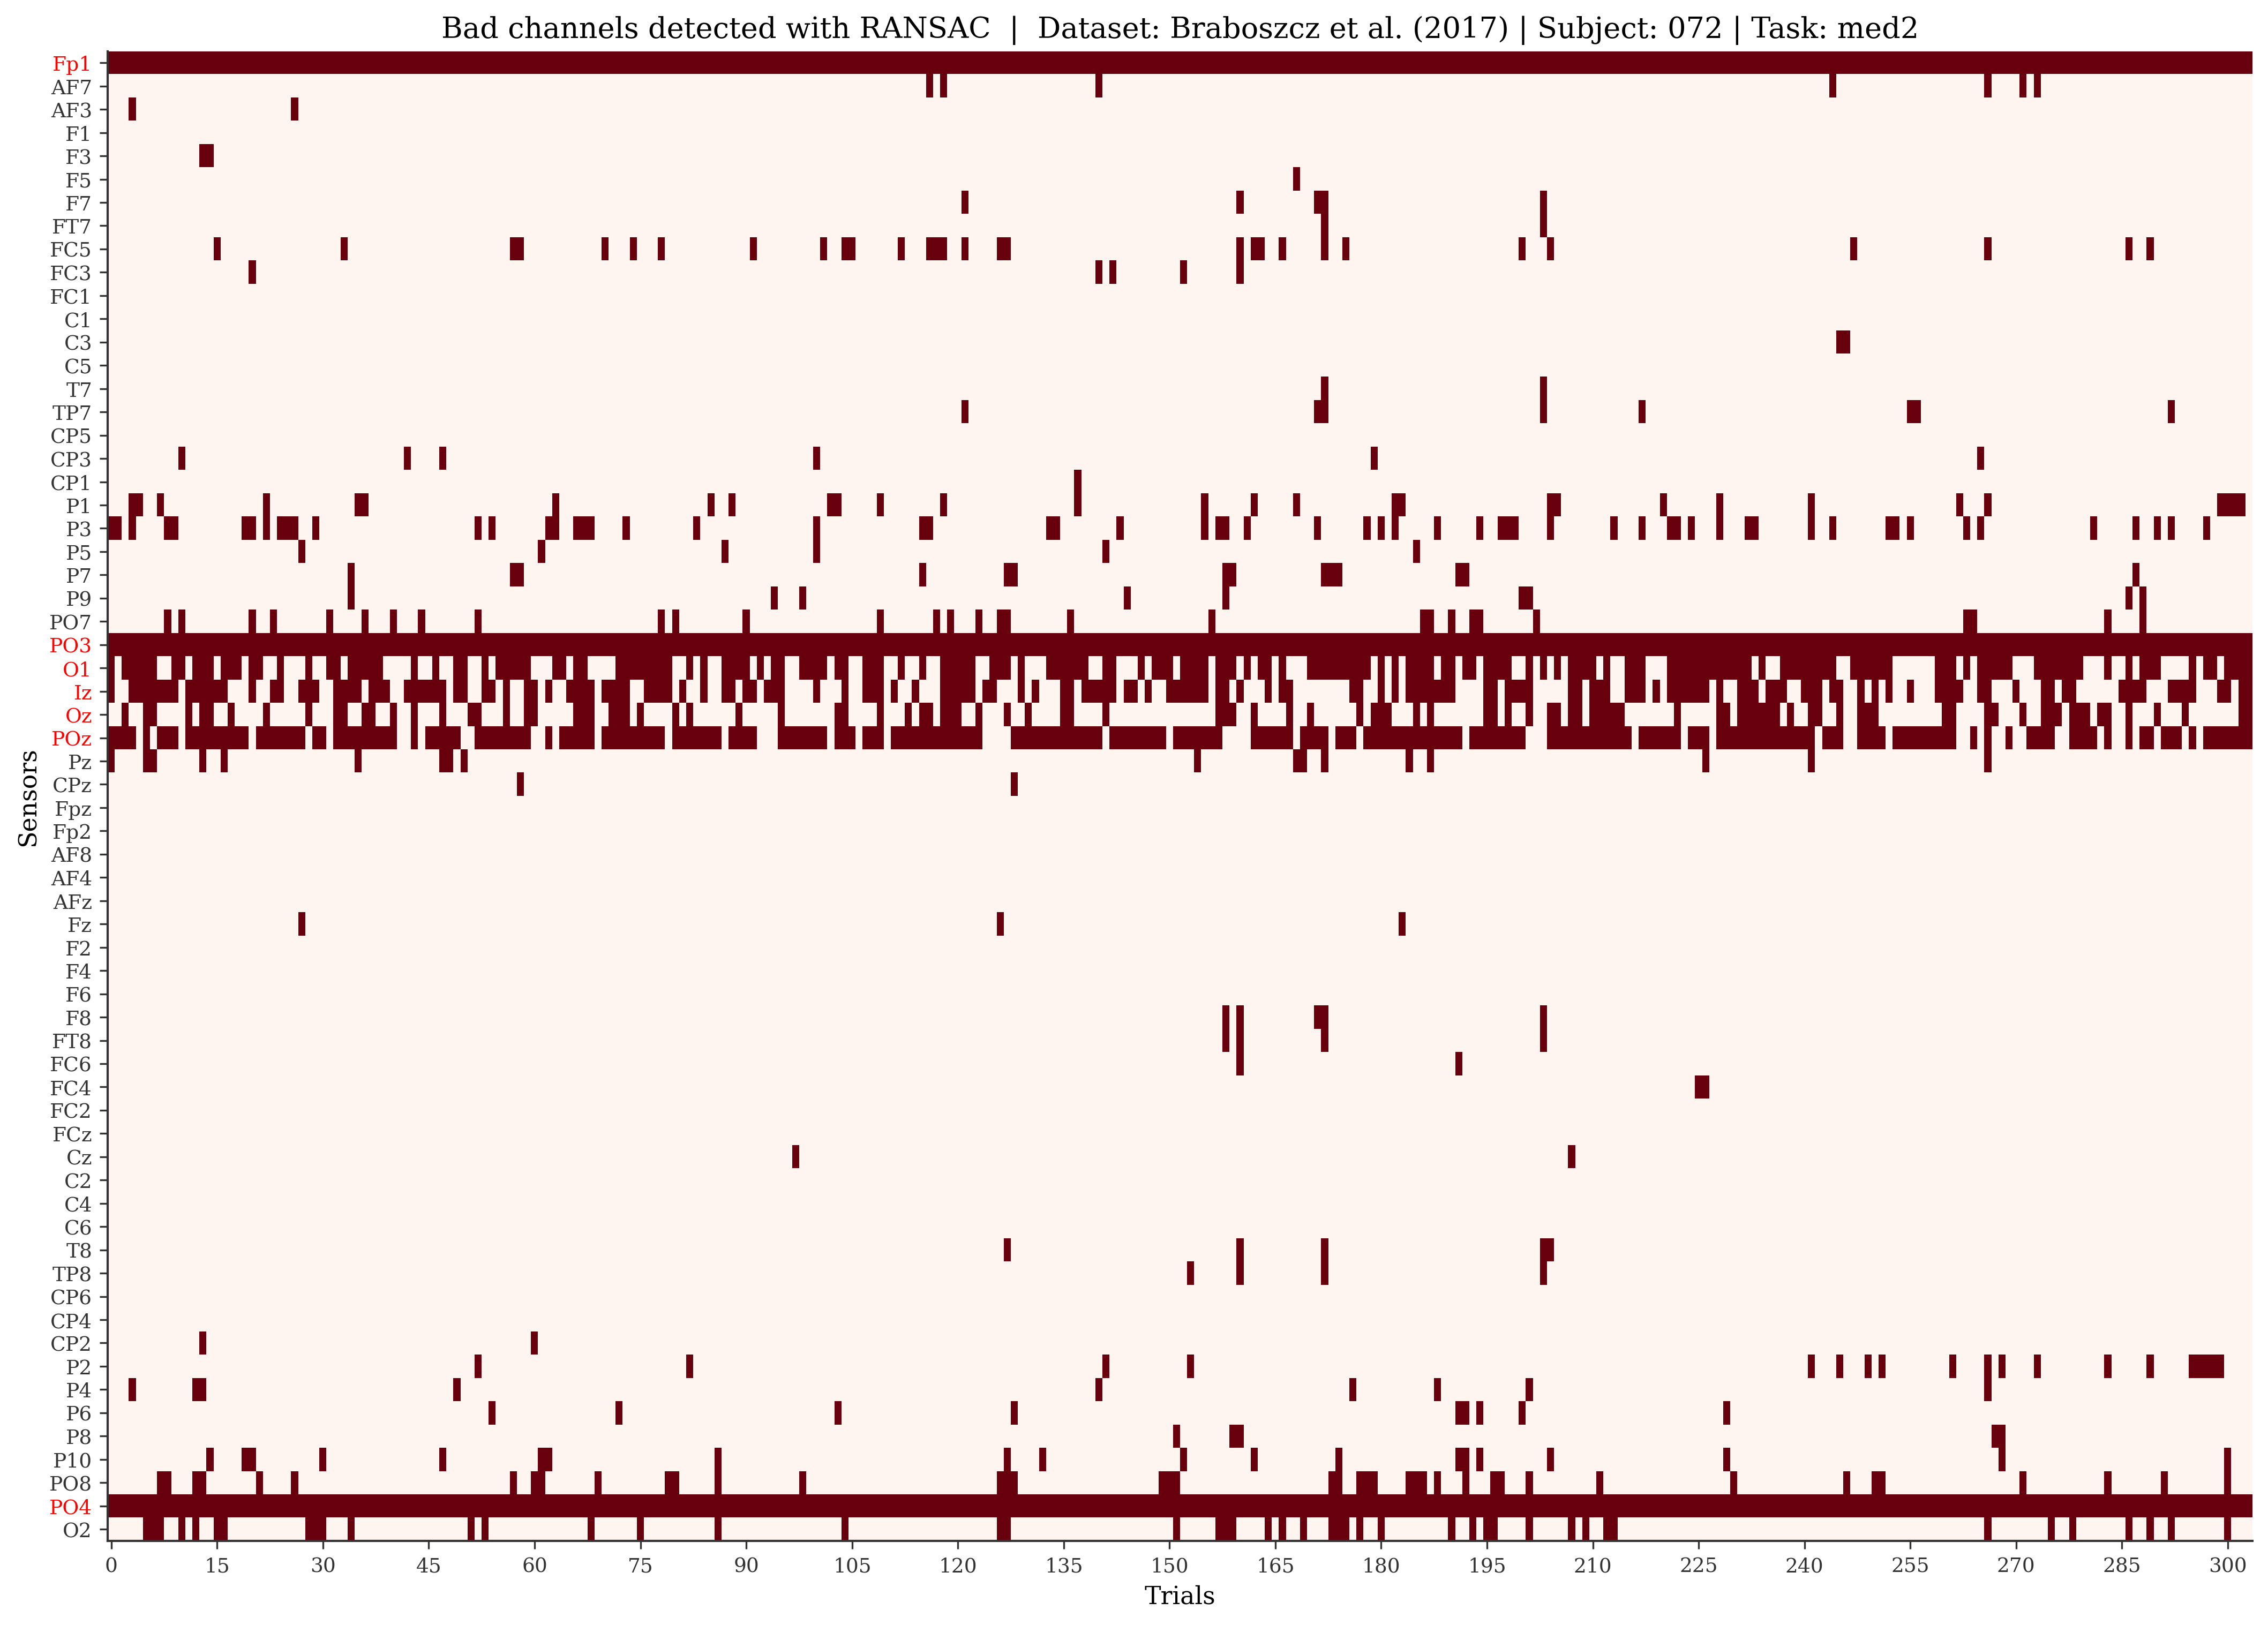 Bad channels detected with RANSAC | Dataset: Braboszcz et al. (2017) | Subject: 072 | Task: med2
Fp1
AF7
AF3
F1
F3
F5
F7
FT7
FC5
FC3
FC1
C1
C3
C5
T7
TP7
CP5
CP3
CP1
P1
P3
P5
P7
P9
PO7
PO3
O1
Iz
Oz
POz
Pz
CPz
Fpz
Fp2
AF8
AF4
AFz
Fz
F2
F4
F6
F8
FT8
FC6
FC4
FC2
FCz
Cz
C2
C4
C6
T8
TP8
CP6
CP4
CP2
P2
P4
P6
P8
P10
PO8
PO4
O2
Sensors
0 15 30 45 60 75 90 105 120 135 150 165 180 195 210 225 240 255 270 285 300
Trials